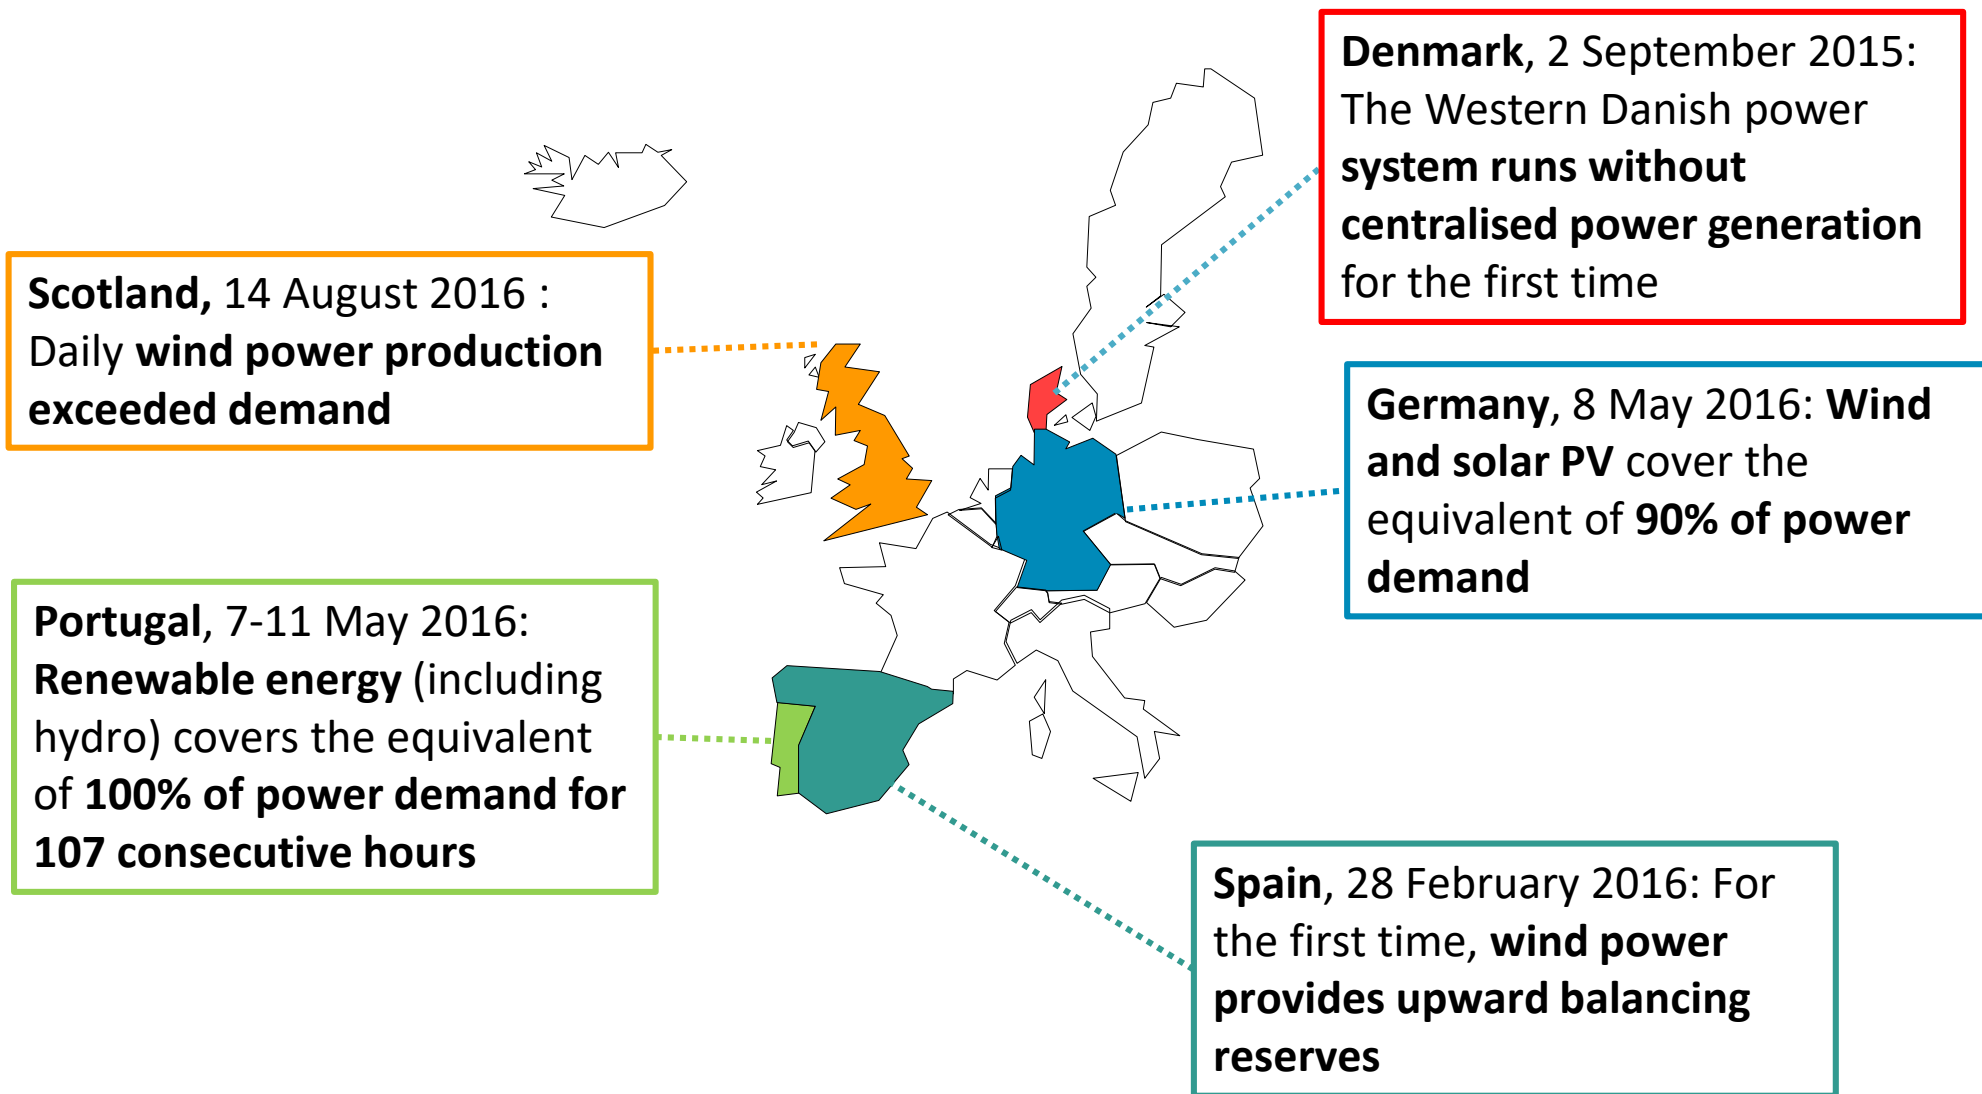 Denmark, 2 September 2015:
The Western Danish power
system runs without
centralised power generation
for the first time
Scotland, 14 August 2016 :
Daily wind power production
exceeded demand
Germany, 8 May 2016: Wind
and solar PV cover the
equivalent of 90% of power
demand
Portugal, 7-11 May 2016:
Renewable energy (including
hydro) covers the equivalent
of 100% of power demand for
107 consecutive hours
Spain, 28 February 2016: For
the first time, wind power
provides upward balancing
reserves